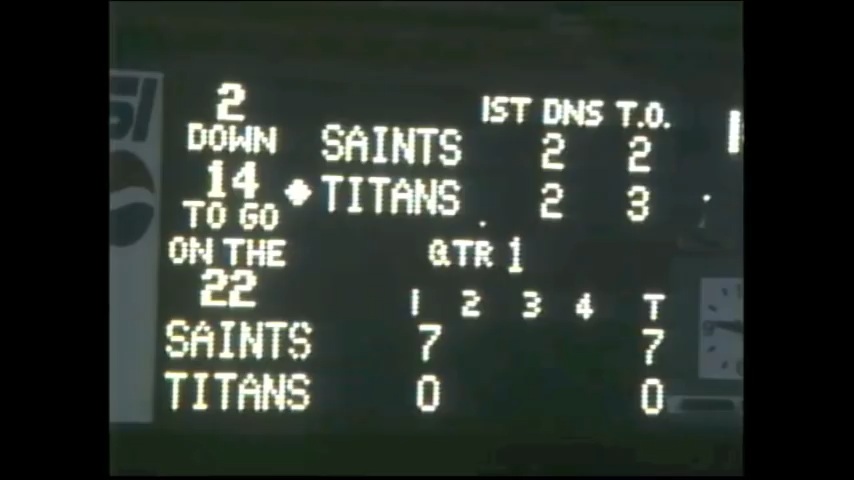 2
DOWN
14
TO GO
ON THE
22
1ST DNS T.O.
SAINTS 2 2
TITANS 2 3
QTR 1
1 2 3 4 T
SAINTS 7 7
TITANS 0 0